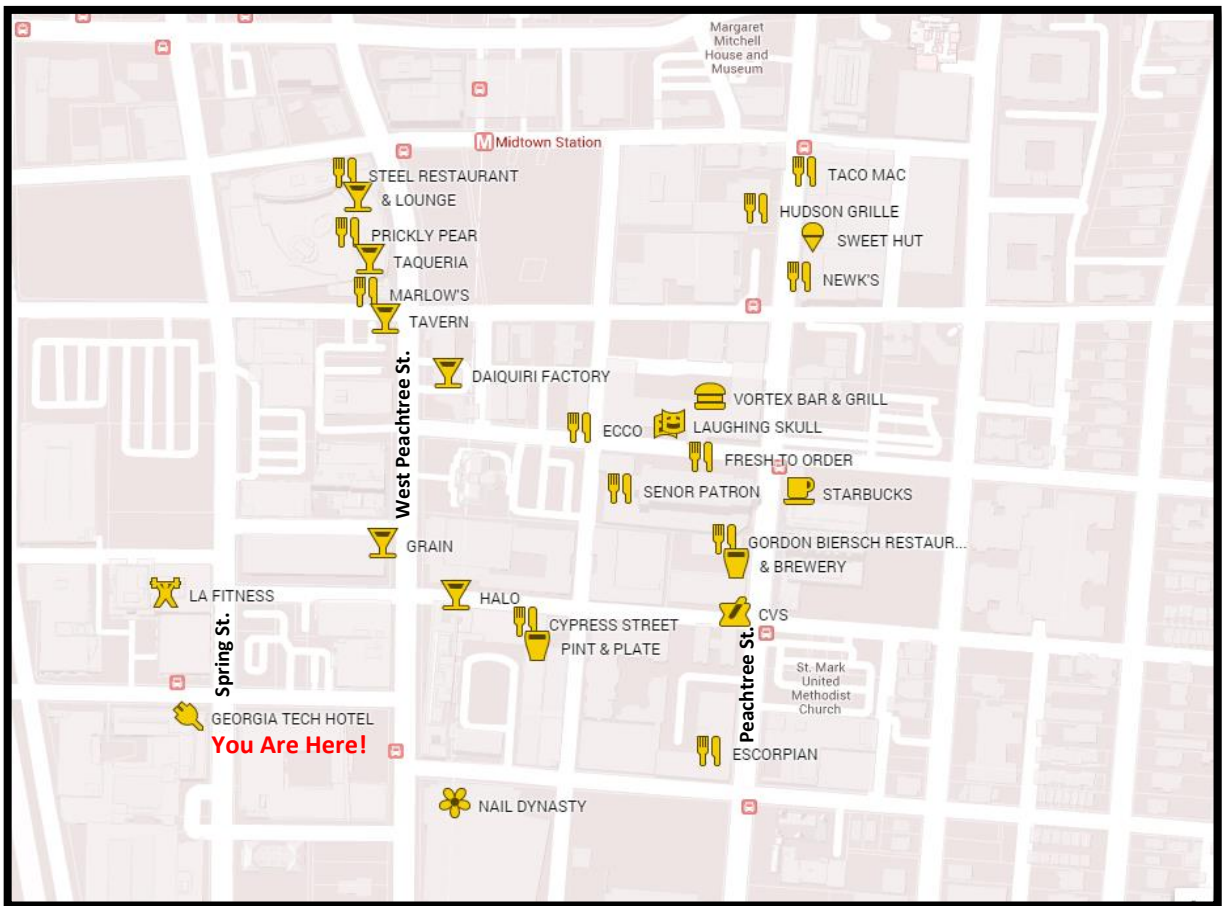 Margaret
Mitchell
House and
Museum
M Midtown Station
STEEL RESTAURANT
& LOUNGE
TACO MAC
HUDSON GRILLE
PRICKLY PEAR
TAQUERIA
SWEET HUT
MARLOW'S
TAVERN
NEWK'S
West Peachtree St.
DAIQUIRI FACTORY
VORTEX BAR & GRILL
ECCO
LAUGHING SKULL
FRESH TO ORDER
SENOR PATRON
STARBUCKS
GRAIN
GORDON BIERSCH RESTAUR...
& BREWERY
LA FITNESS
HALO
CYPRESS STREET
PINT & PLATE
CVS
Spring St.
Peachtree St.
St. Mark
United
Methodist
Church
GEORGIA TECH HOTEL
You Are Here!
ESCORPIAN
NAIL DYNASTY